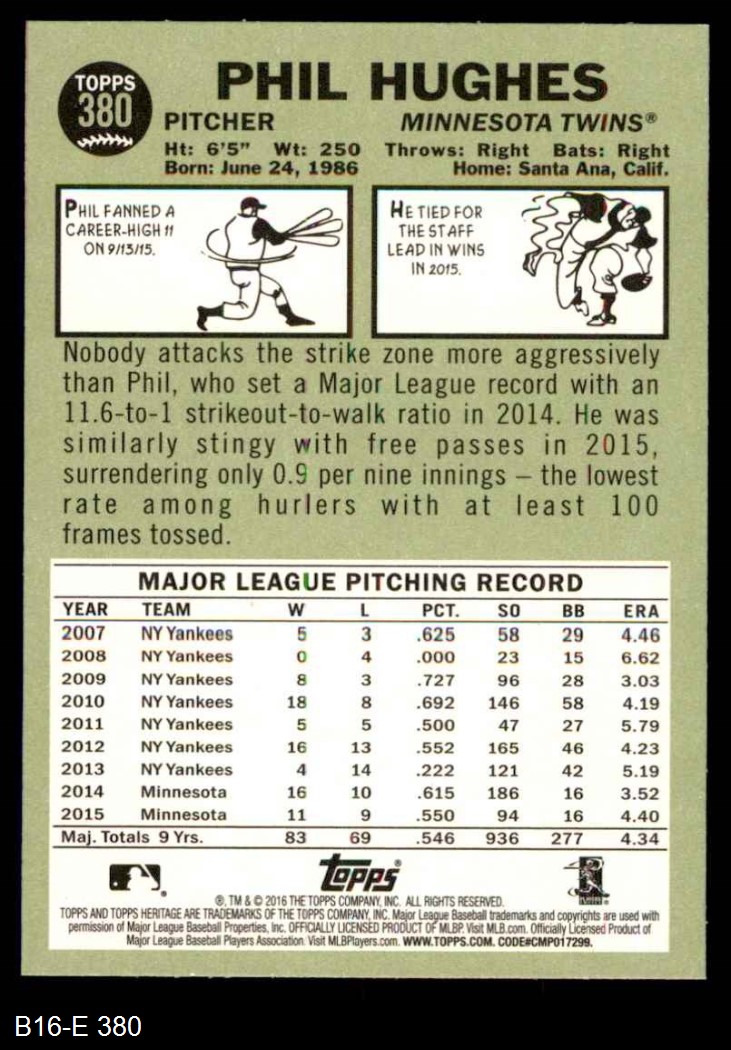 TOPPS
380
PHIL HUGHES
PITCHER MINNESOTA TWINS®
Ht: 6'5" Wt: 250 Throws: Right Bats: Right
Born: June 24, 1986 Home: Santa Ana, Calif.
PHIL FANNED A
CAREER-HIGH 11
ON 9/13/15.
HE TIED FOR
THE STAFF
LEAD IN WINS
IN 2015.
Nobody attacks the strike zone more aggressively
than Phil, who set a Major League record with an
11.6-to-1 strikeout-to-walk ratio in 2014. He was
similarly stingy with free passes in 2015,
surrendering only 0.9 per nine innings – the lowest
rate among hurlers with at least 100
frames tossed.
MAJOR LEAGUE PITCHING RECORD
YEAR TEAM W L PCT. SO BB ERA
2007 NY Yankees 5 3 .625 58 29 4.46
2008 NY Yankees 0 4 .000 23 15 6.62
2009 NY Yankees 8 3 .727 96 28 3.03
2010 NY Yankees 18 8 .692 146 58 4.19
2011 NY Yankees 5 5 .500 47 27 5.79
2012 NY Yankees 16 13 .552 165 46 4.23
2013 NY Yankees 4 14 .222 121 42 5.19
2014 Minnesota 16 10 .615 186 16 3.52
2015 Minnesota 11 9 .550 94 16 4.40
Maj. Totals 9 Yrs. 83 69 .546 936 277 4.34
Topps®
®, TM & © 2016 THE TOPPS COMPANY, INC. ALL RIGHTS RESERVED.
TOPPS AND TOPPS HERITAGE ARE TRADEMARKS OF THE TOPPS COMPANY, INC. Major League Baseball trademarks and copyrights are used with
permission of Major League Baseball Properties, Inc. OFFICIALLY LICENSED PRODUCT OF MLBP. Visit MLB.com. Officially Licensed Product of
Major League Baseball Players Association. Visit MLBPlayers.com. WWW.TOPPS.COM. CODE#CMP017299.
B16-E 380